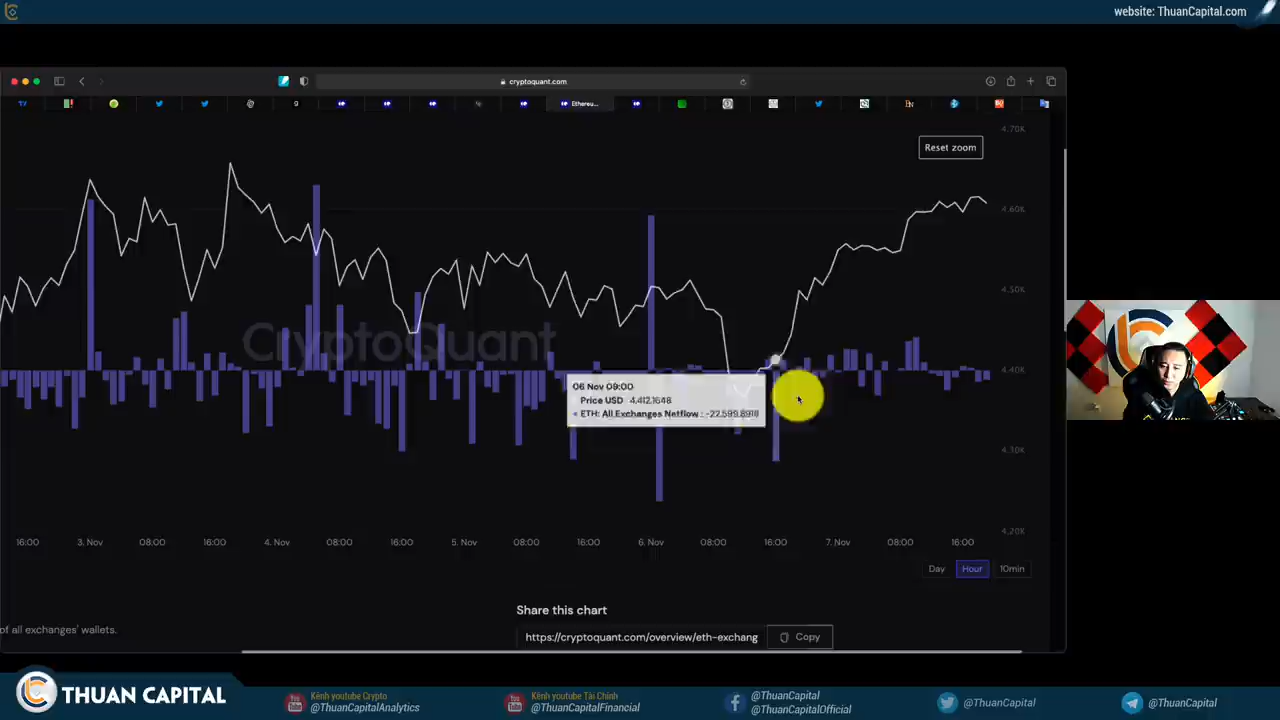 website: ThuanCapital.com
cryptoquant.com
Ethereu...
4.70K
Reset zoom
4.60K
4.50K
CryptoQuant
4.40K
06 Nov 09:00
Price USD 4,412.1648
ETH: All Exchanges Netflow : -22,599.8918
4.30K
4.20K
16:00 3. Nov 08:00 16:00 4. Nov 08:00 16:00 5. Nov 08:00 16:00 6. Nov 08:00 16:00 7. Nov 08:00 16:00
Day Hour 10min
Share this chart
of all exchanges' wallets.
https://cryptoquant.com/overview/eth-exchang
Copy
THUAN CAPITAL
Kênh youtube Crypto
@ThuanCapitalAnalytics
Kênh youtube Tài Chính
@ThuanCapitalFinancial
@ThuanCapital
@ThuanCapitalOfficial
@ThuanCapital
@ThuanCapital